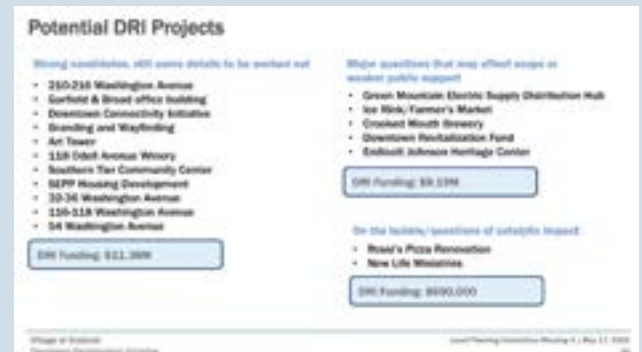 Potential DRI Projects
Strong candidates, still some details to be worked out
• 210-216 Washington Avenue
• Garfield & Broad office building
• Downtown Connectivity Initiative
• Branding and Wayfinding
• Art Tower
• 118 Odell Avenue Winery
• Southern Tier Community Center
• SEPP Housing Development
• 32-36 Washington Avenue
• 116-118 Washington Avenue
• 54 Washington Avenue
DRI Funding:
Major questions that may affect scope or
weaker public support
• Green Mountain Electric Supply Distribution Hub
• Ice Rink/Farmer's Market
• Crooked Mouth Brewery
• Downtown Revitalization Fund
• Endicott Johnson Heritage Center
DRI Funding:
On the bubble/questions of catalytic impact
• Rossi's Pizza Renovation
• New Life Ministries
DRI Funding: $690,000
Village of Endicott
Downtown Revitalization Initiative
Local Planning Committee Meeting